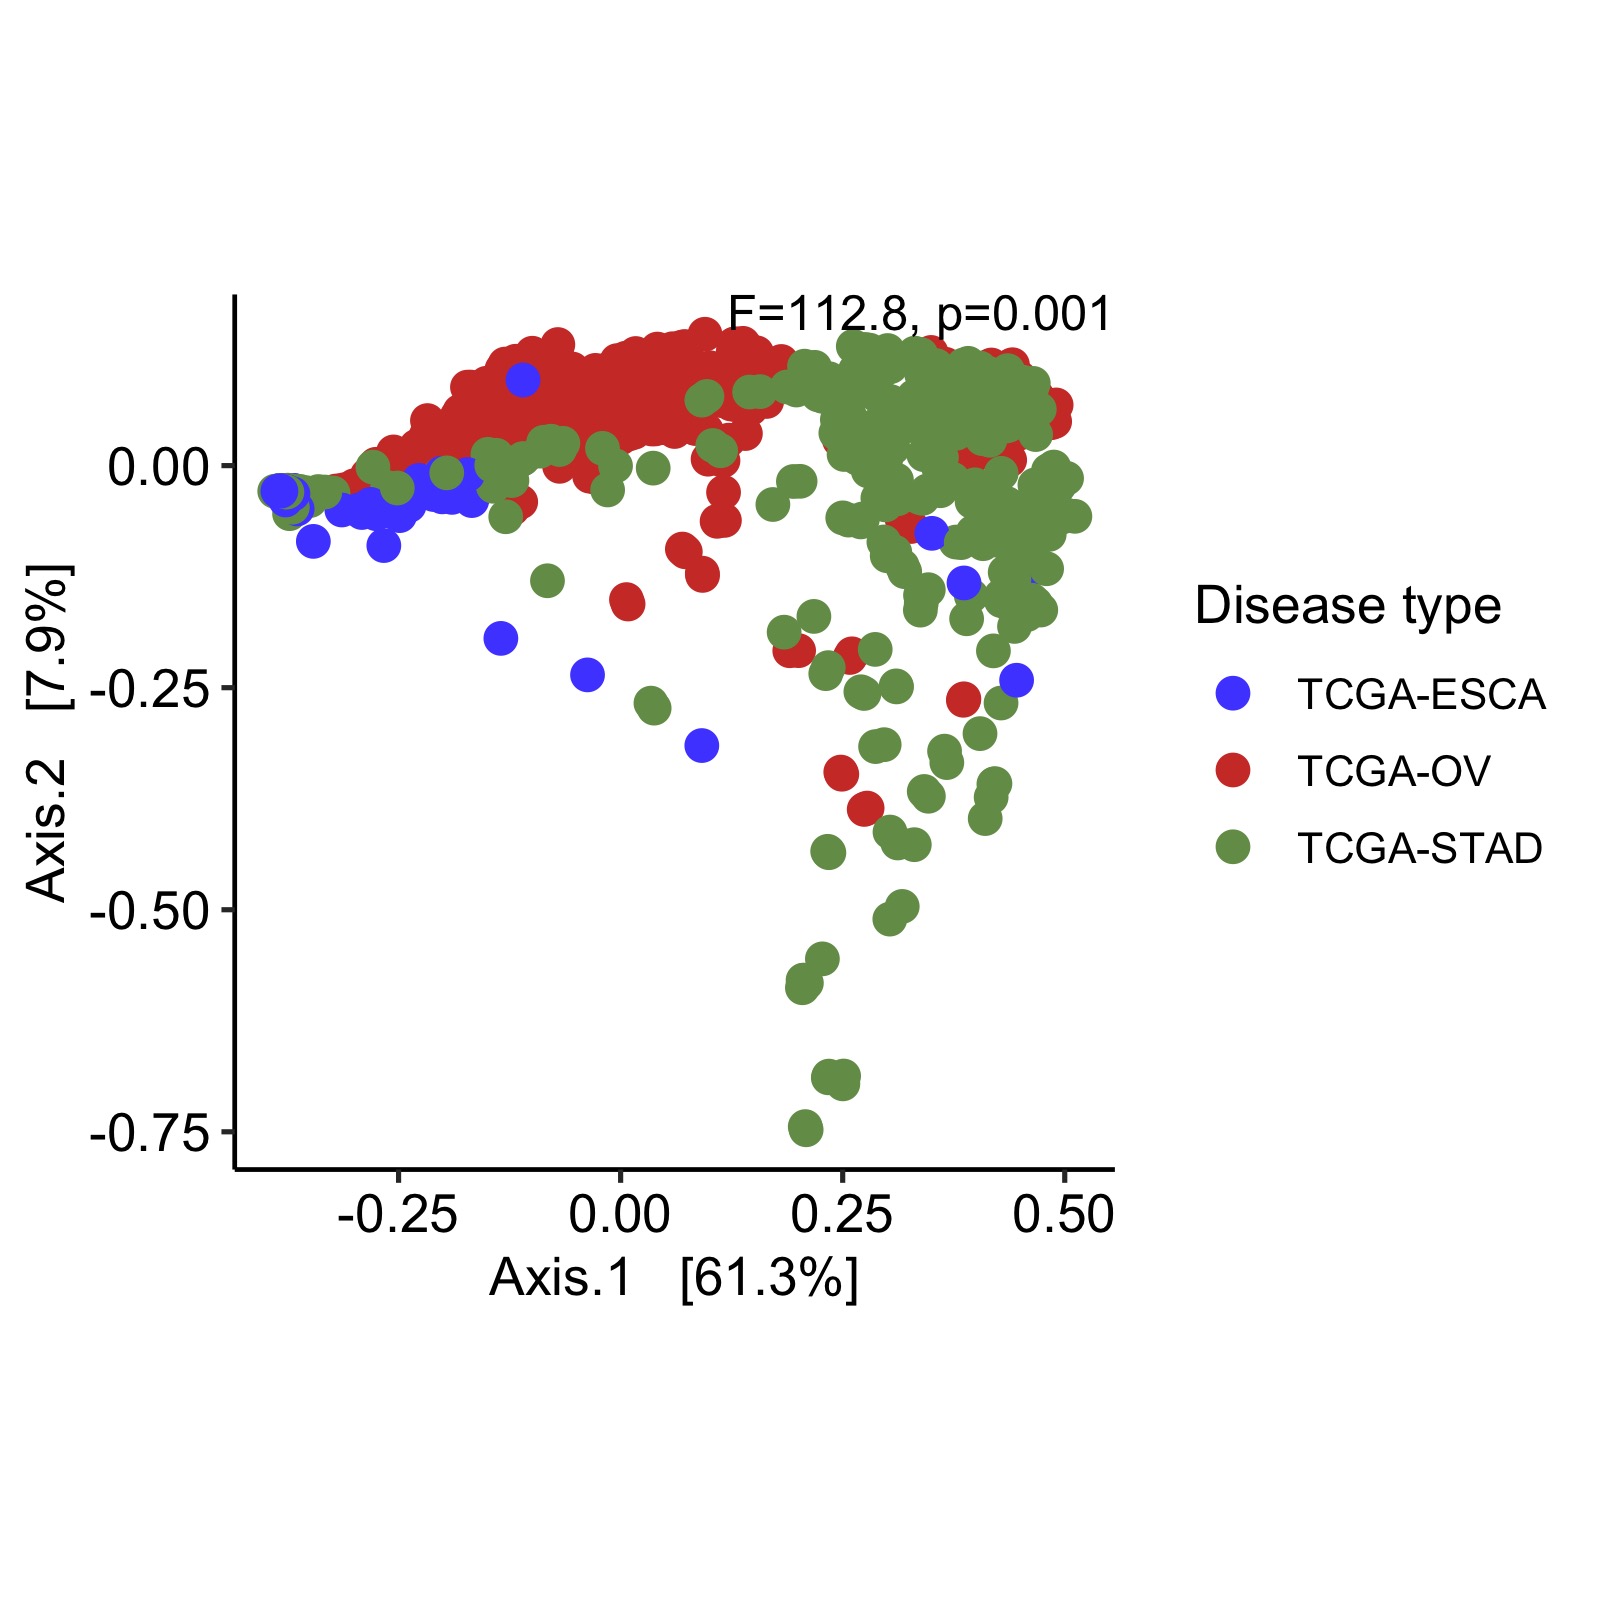 F=112.8, p=0.001
0.00
-0.25
-0.50
-0.75
Axis.2 [7.9%]
-0.25 0.00 0.25 0.50
Axis.1 [61.3%]
Disease type
TCGA-ESCA
TCGA-OV
TCGA-STAD